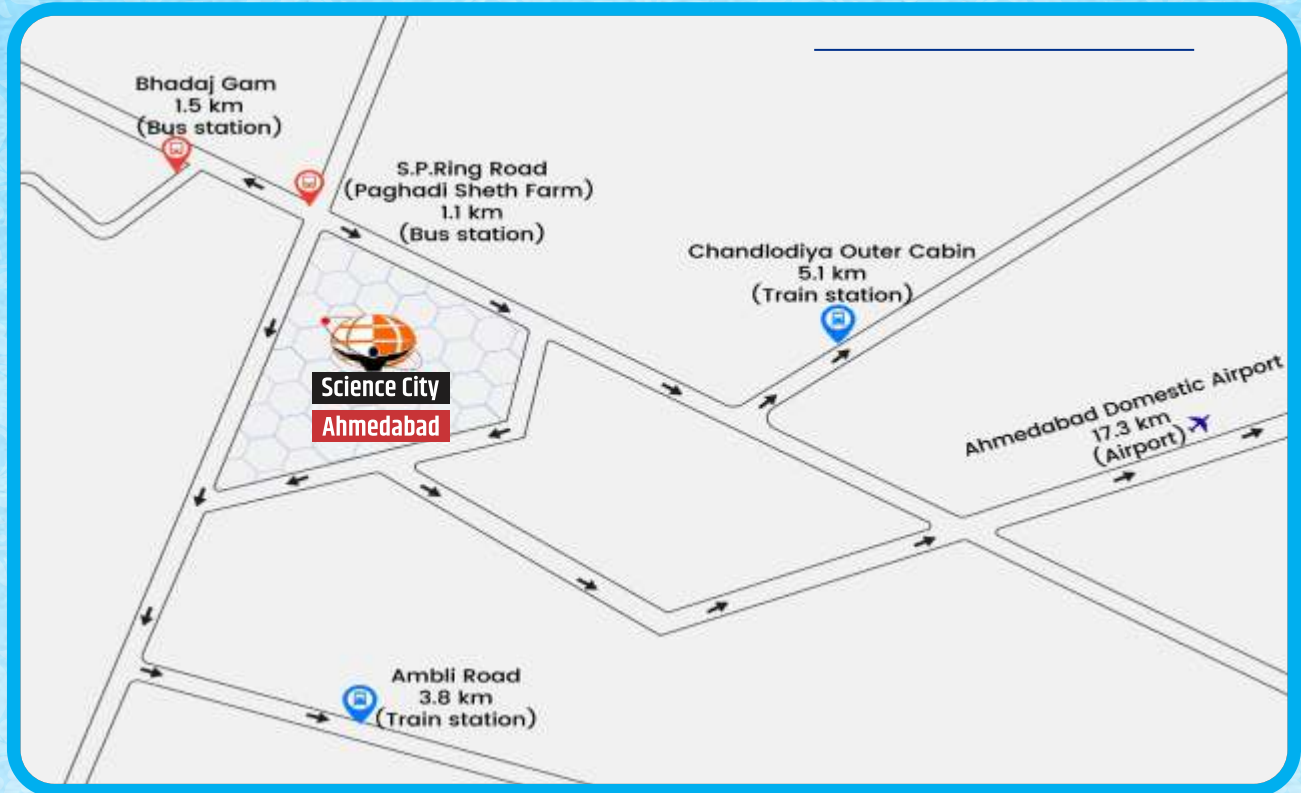 Bhadaj Gam
1.5 km
(Bus station)
S.P.Ring Road
(Paghadi Sheth Farm)
1.1 km
(Bus station)
Chandlodiya Outer Cabin
5.1 km
(Train station)
Science City
Ahmedabad
Ahmedabad Domestic Airport
17.3 km
(Airport)
Ambli Road
3.8 km
(Train station)